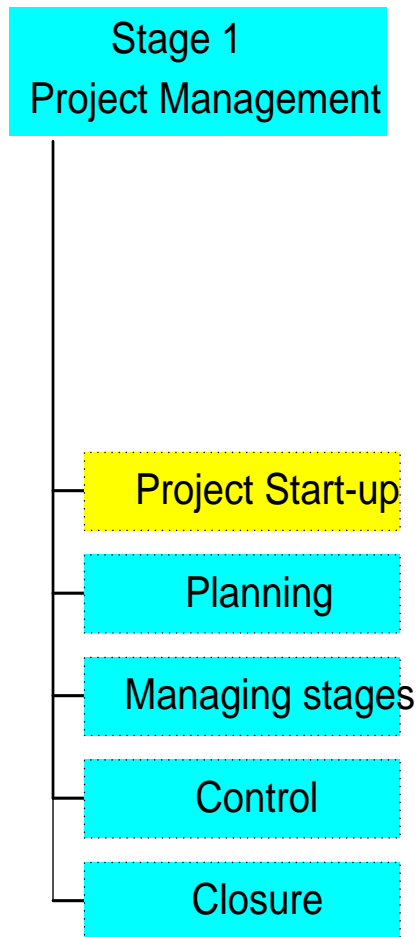 Stage 1
Project Management
Project Start-up
Planning
Managing stages
Control
Closure